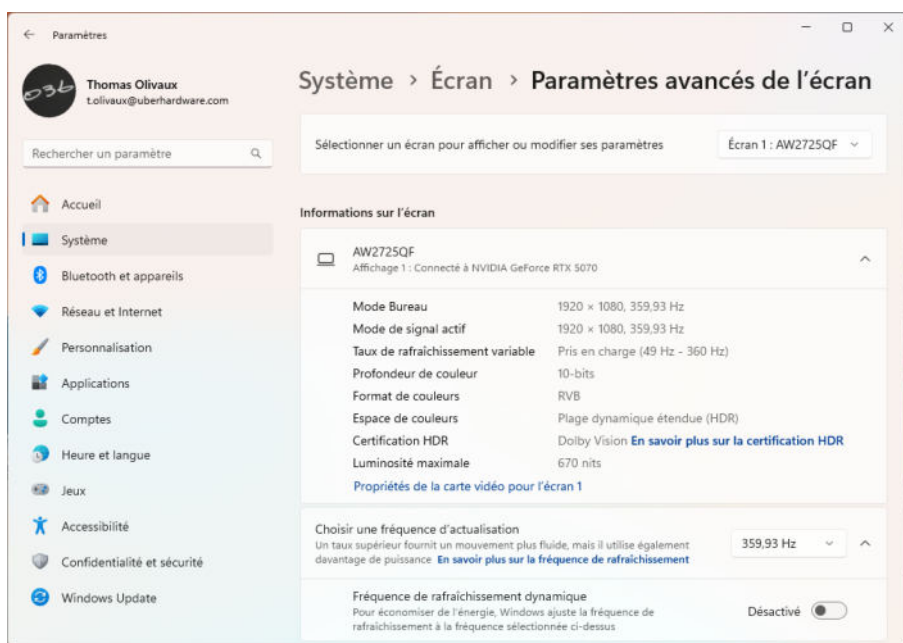 Paramètres
036
Thomas Olivaux
t.olivaux@uberhardware.com
Rechercher un paramètre
Accueil
Système
Bluetooth et appareils
Réseau et Internet
Personnalisation
Applications
Comptes
Heure et langue
Jeux
Accessibilité
Confidentialité et sécurité
Windows Update
Système > Écran > Paramètres avancés de l'écran
Sélectionner un écran pour afficher ou modifier ses paramètres
Écran 1 : AW2725QF
Informations sur l'écran
AW2725QF
Affichage 1 : Connecté à NVIDIA GeForce RTX 5070
Mode Bureau 1920 × 1080, 359,93 Hz
Mode de signal actif 1920 × 1080, 359,93 Hz
Taux de rafraîchissement variable Pris en charge (49 Hz - 360 Hz)
Profondeur de couleur 10-bits
Format de couleurs RVB
Espace de couleurs Plage dynamique étendue (HDR)
Certification HDR Dolby Vision En savoir plus sur la certification HDR
Luminosité maximale 670 nits
Propriétés de la carte vidéo pour l'écran 1
Choisir une fréquence d'actualisation
Un taux supérieur fournit un mouvement plus fluide, mais il utilise également
davantage de puissance En savoir plus sur la fréquence de rafraîchissement
359,93 Hz
Fréquence de rafraîchissement dynamique
Pour économiser de l'énergie, Windows ajuste la fréquence de
rafraîchissement à la fréquence sélectionnée ci-dessus
Désactivé